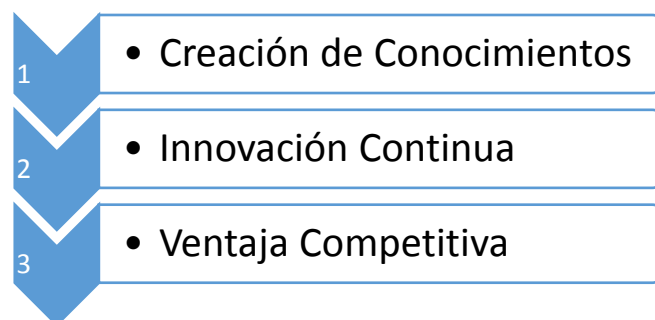 1
• Creación de Conocimientos
2
• Innovación Continua
3
• Ventaja Competitiva